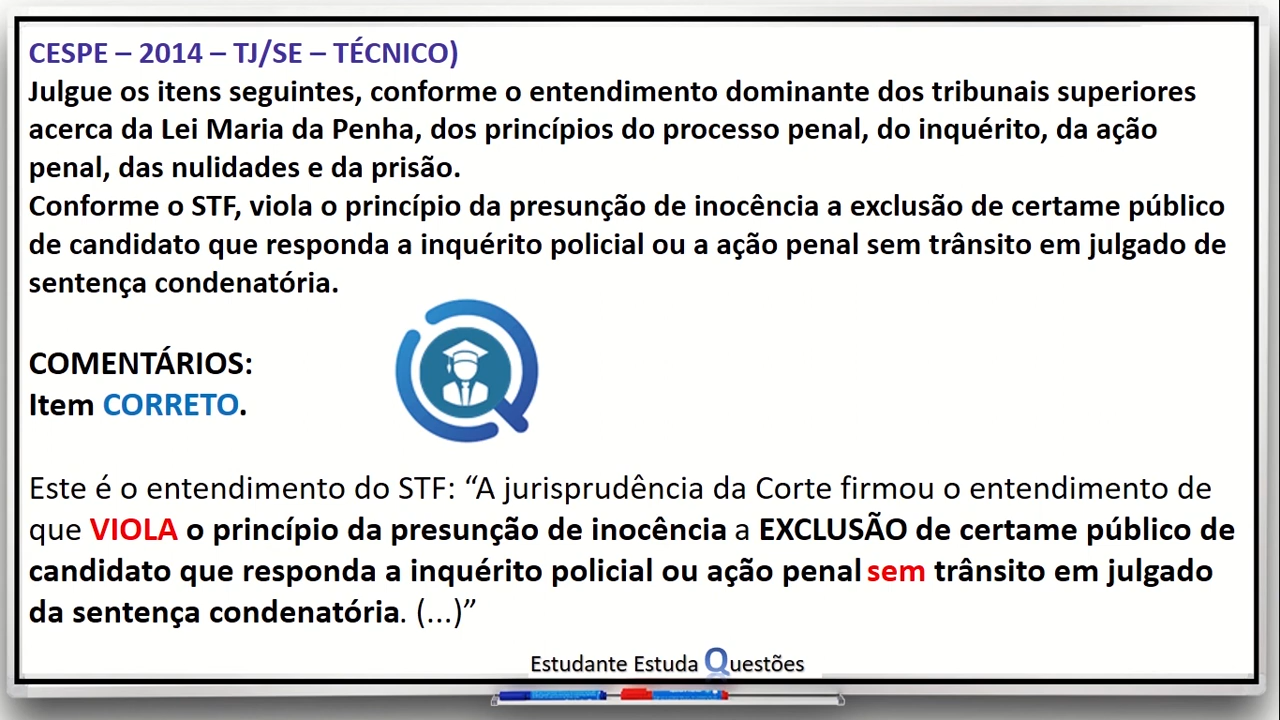 CESPE – 2014 – TJ/SE – TÉCNICO)
Julgue os itens seguintes, conforme o entendimento dominante dos tribunais superiores
acerca da Lei Maria da Penha, dos princípios do processo penal, do inquérito, da ação
penal, das nulidades e da prisão.
Conforme o STF, viola o princípio da presunção de inocência a exclusão de certame público
de candidato que responda a inquérito policial ou a ação penal sem trânsito em julgado de
sentença condenatória.
COMENTÁRIOS:
Item CORRETO.
Este é o entendimento do STF: “A jurisprudência da Corte firmou o entendimento de
que VIOLA o princípio da presunção de inocência a EXCLUSÃO de certame público de
candidato que responda a inquérito policial ou ação penal sem trânsito em julgado
da sentença condenatória. (...)”
Estudante Estuda Questões